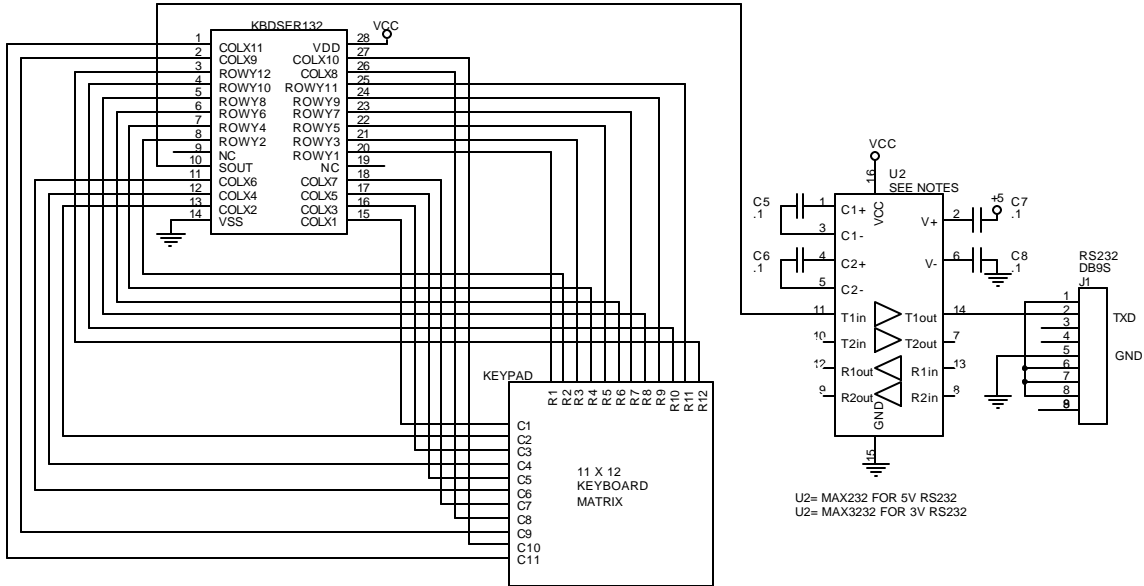 KBDSER132
VCC
1 COLX11 VDD 28
2 COLX9 COLX10 27
3 ROWY12 COLX8 26
4 ROWY10 ROWY11 25
5 ROWY8 ROWY9 24
6 ROWY6 ROWY7 23
7 ROWY4 ROWY5 22
8 ROWY2 ROWY3 21
9 NC ROWY1 20
10 SOUT NC 19
11 COLX6 COLX7 18
12 COLX4 COLX5 17
13 COLX2 COLX3 16
14 VSS COLX1 15
KEYPAD
R1 R2 R3 R4 R5 R6 R7 R8 R9 R10 R11 R12
C1
C2
C3
C4
C5
C6
C7
C8
C9
C10
C11
11 X 12
KEYBOARD
MATRIX
VCC
16
U2
SEE NOTES
VCC
C5
.1
1 C1+
3 C1-
C6
.1
4 C2+
5 C2-
V+ 2
+5
C7
.1
V- 6
C8
.1
11 T1in T1out 14
10 T2in T2out 7
12 R1out R1in 13
9 R2out R2in 8
GND
15
RS232
DB9S
J1
1
2 TXD
3
4
5 GND
6
7
8
9
U2= MAX232 FOR 5V RS232
U2= MAX3232 FOR 3V RS232